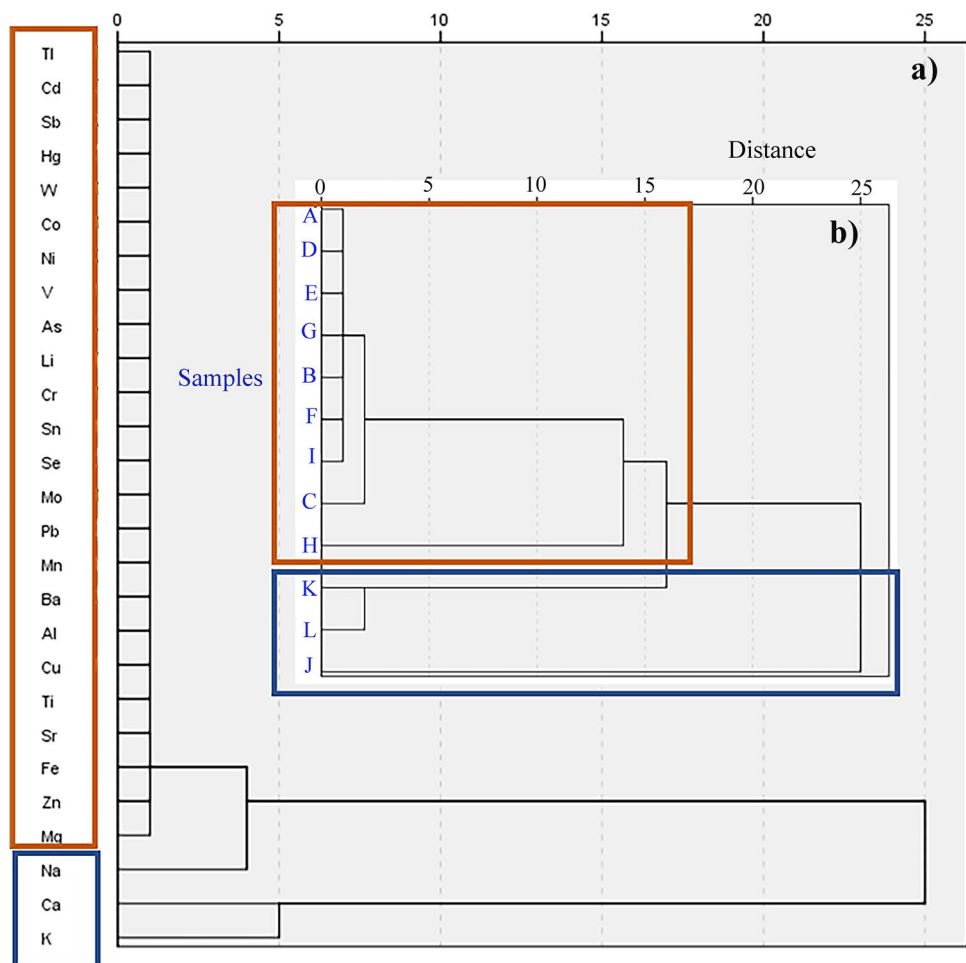 0 5 10 15 20 25
a)
Tl
Cd
Sb
Hg
W
Co
Ni
V
As
Li
Cr
Sn
Se
Mo
Pb
Mn
Ba
Al
Cu
Ti
Sr
Fe
Zn
Mg
Na
Ca
K
Distance
0 5 10 15 20 25
b)
Samples
A
D
E
G
B
F
I
C
H
K
L
J